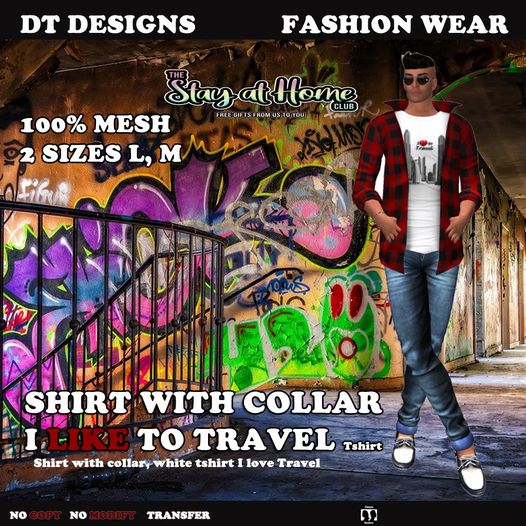 DT DESIGNS FASHION WEAR
THE
Stay at Home
CLUB
FREE GIFTS FROM US TO YOU
100% MESH
2 SIZES L, M
SHIRT WITH COLLAR
I LIKE TO TRAVEL Tshirt
Shirt with collar, white tshirt I love Travel
NO COPY NO MODIFY TRANSFER